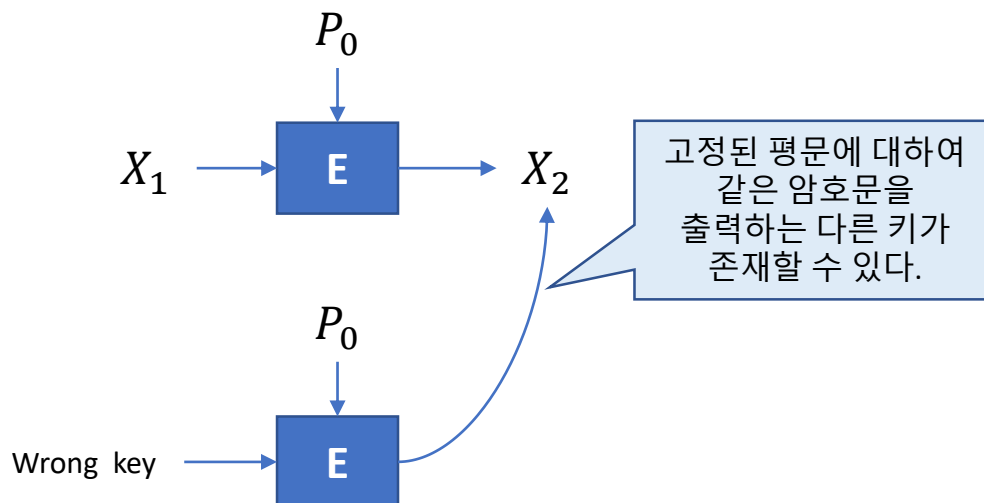 P₀
X₁
E
X₂
고정된 평문에 대하여
같은 암호문을
출력하는 다른 키가
존재할 수 있다.
P₀
Wrong key
E